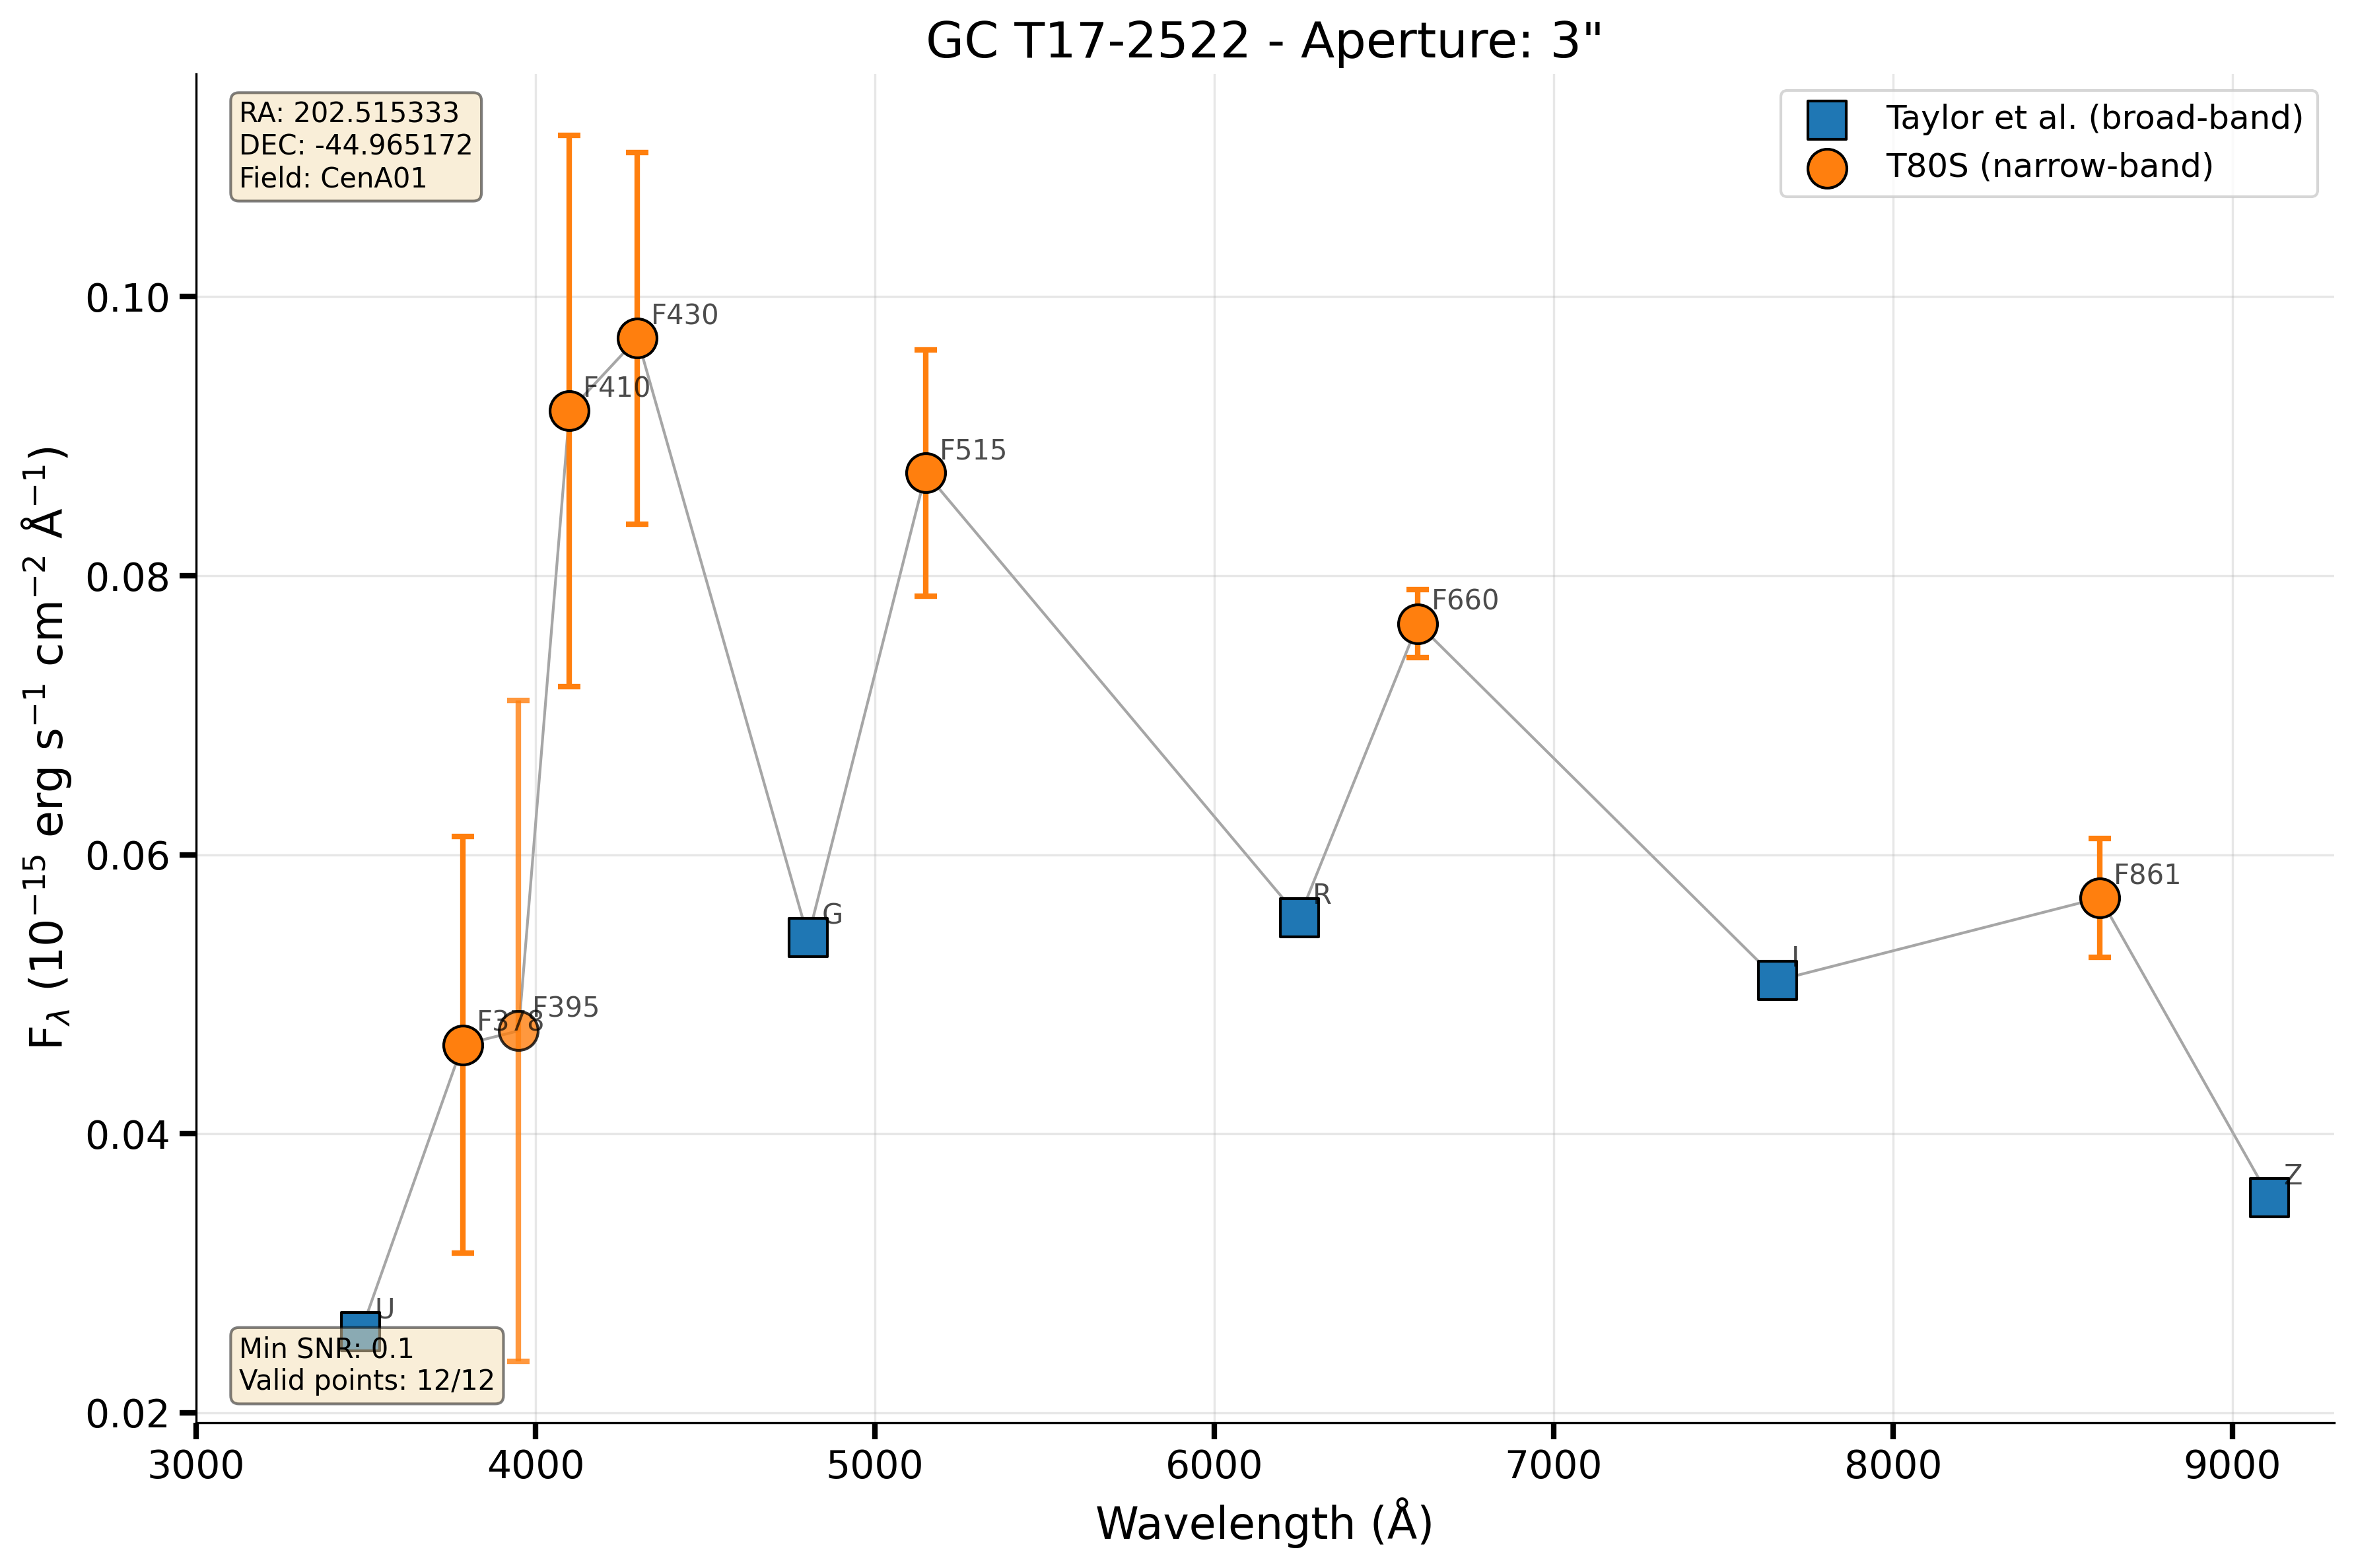 GC T17-2522 - Aperture: 3"
RA: 202.515333
DEC: -44.965172
Field: CenA01
Taylor et al. (broad-band)
T80S (narrow-band)
F430
F410
F515
F660
F861
G
R
I
F378
F395
Z
U
Min SNR: 0.1
Valid points: 12/12
0.10
0.08
0.06
0.04
0.02
F_λ (10⁻¹⁵ erg s⁻¹ cm⁻² Å⁻¹)
3000 4000 5000 6000 7000 8000 9000
Wavelength (Å)